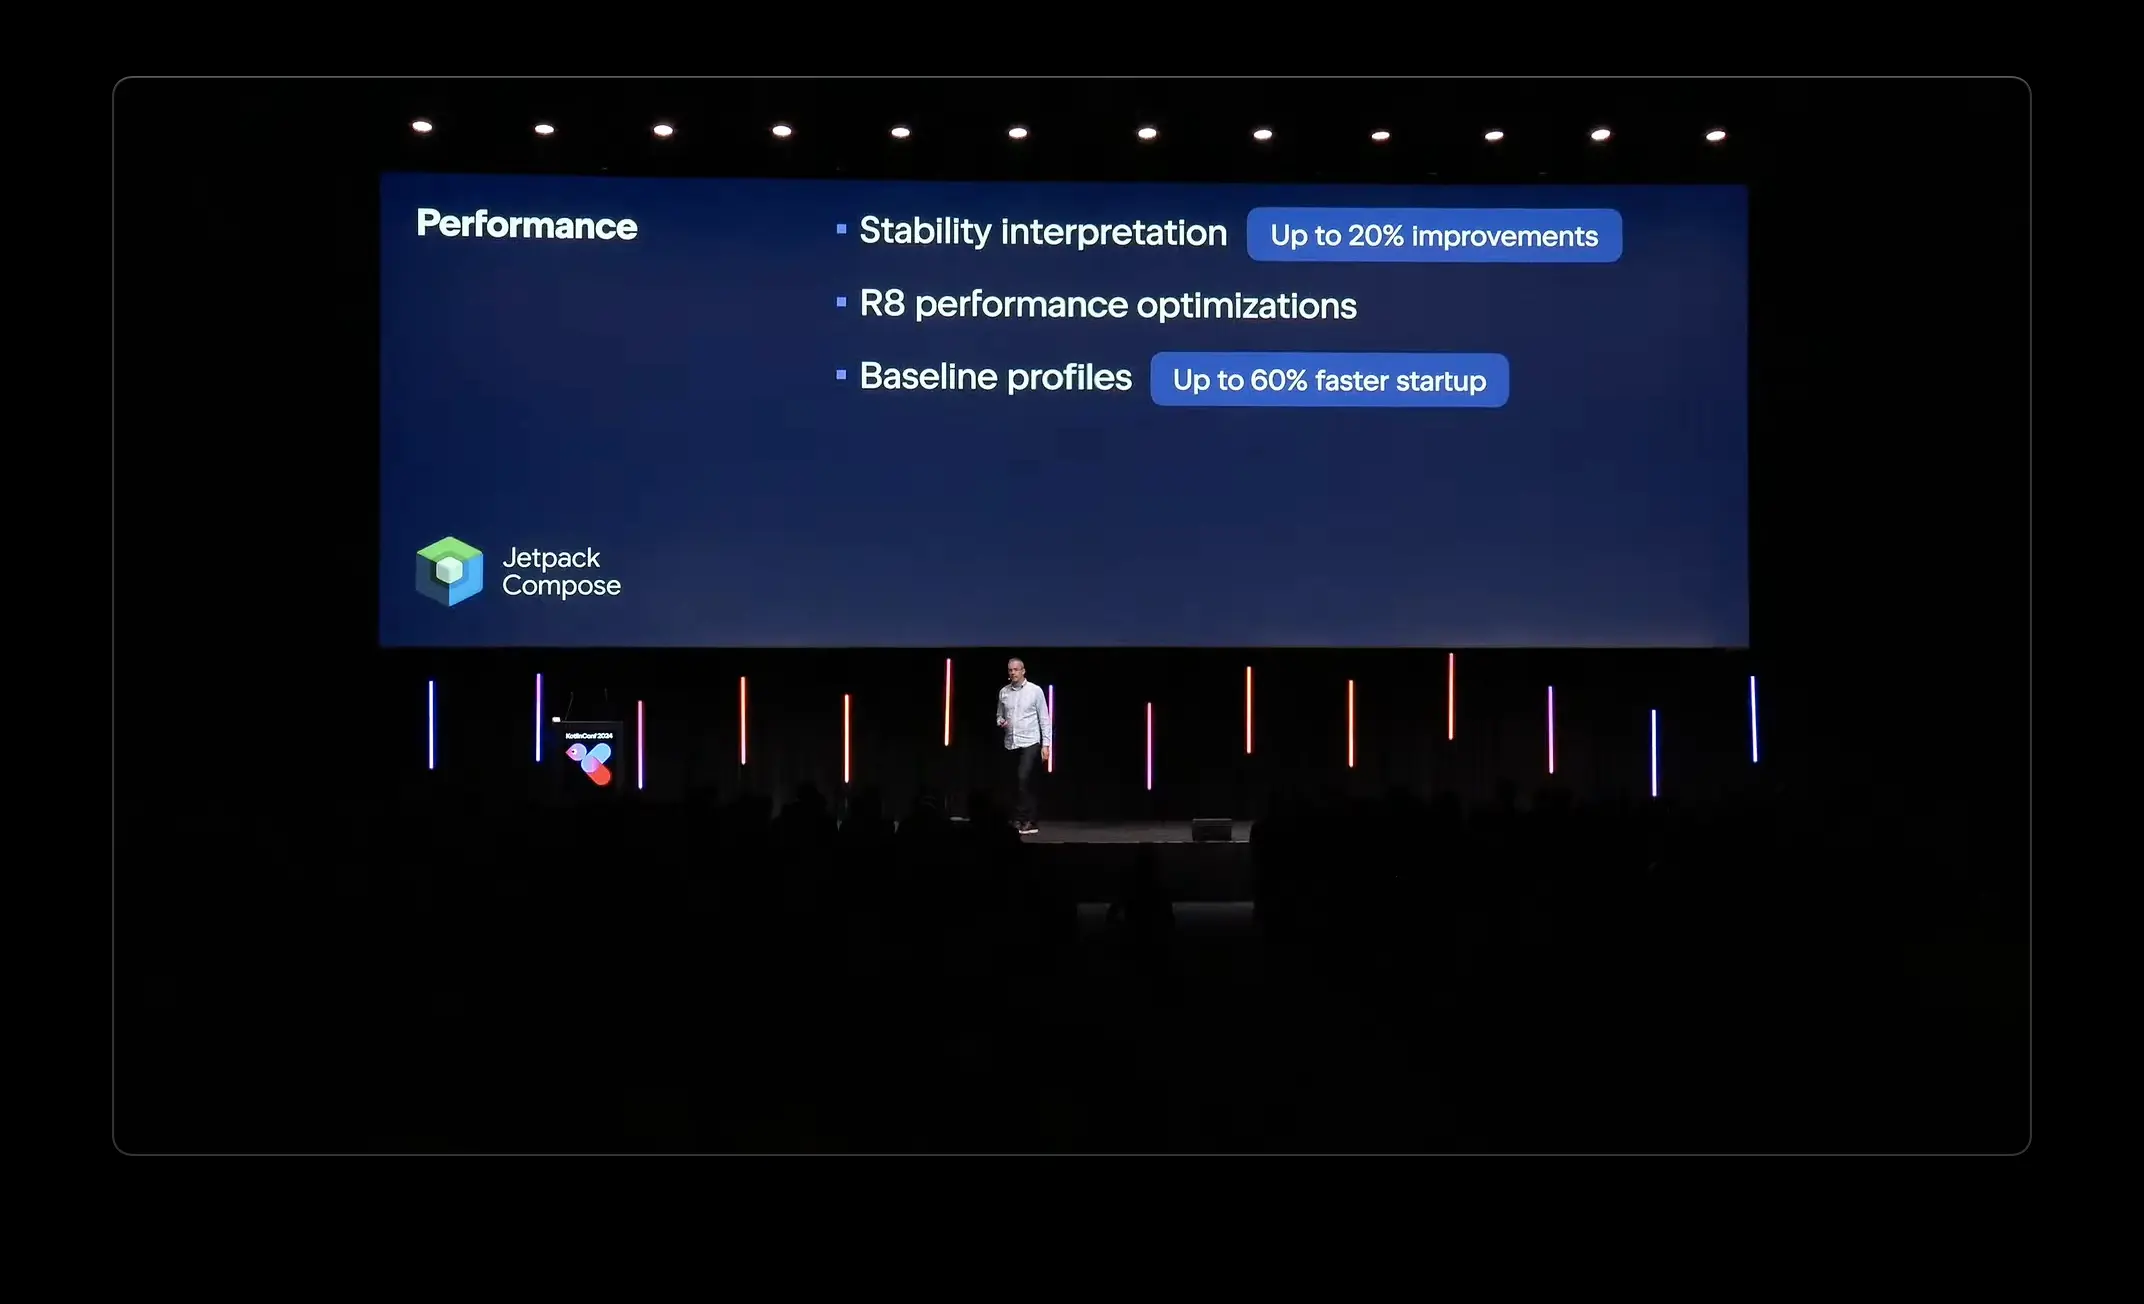 Performance
Stability interpretation Up to 20% improvements
R8 performance optimizations
Baseline profiles Up to 60% faster startup
Jetpack
Compose
KotlinConf 2024